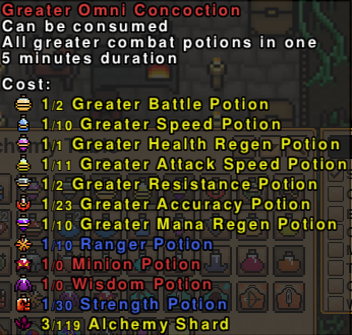 Greater Omni Concoction
Can be consumed
All greater combat potions in one
5 minutes duration
Cost:
1/2 Greater Battle Potion
1/10 Greater Speed Potion
1/1 Greater Health Regen Potion
1/11 Greater Attack Speed Potion
1/2 Greater Resistance Potion
1/23 Greater Accuracy Potion
1/10 Greater Mana Regen Potion
1/10 Ranger Potion
1/0 Minion Potion
1/0 Wisdom Potion
1/30 Strength Potion
3/119 Alchemy Shard